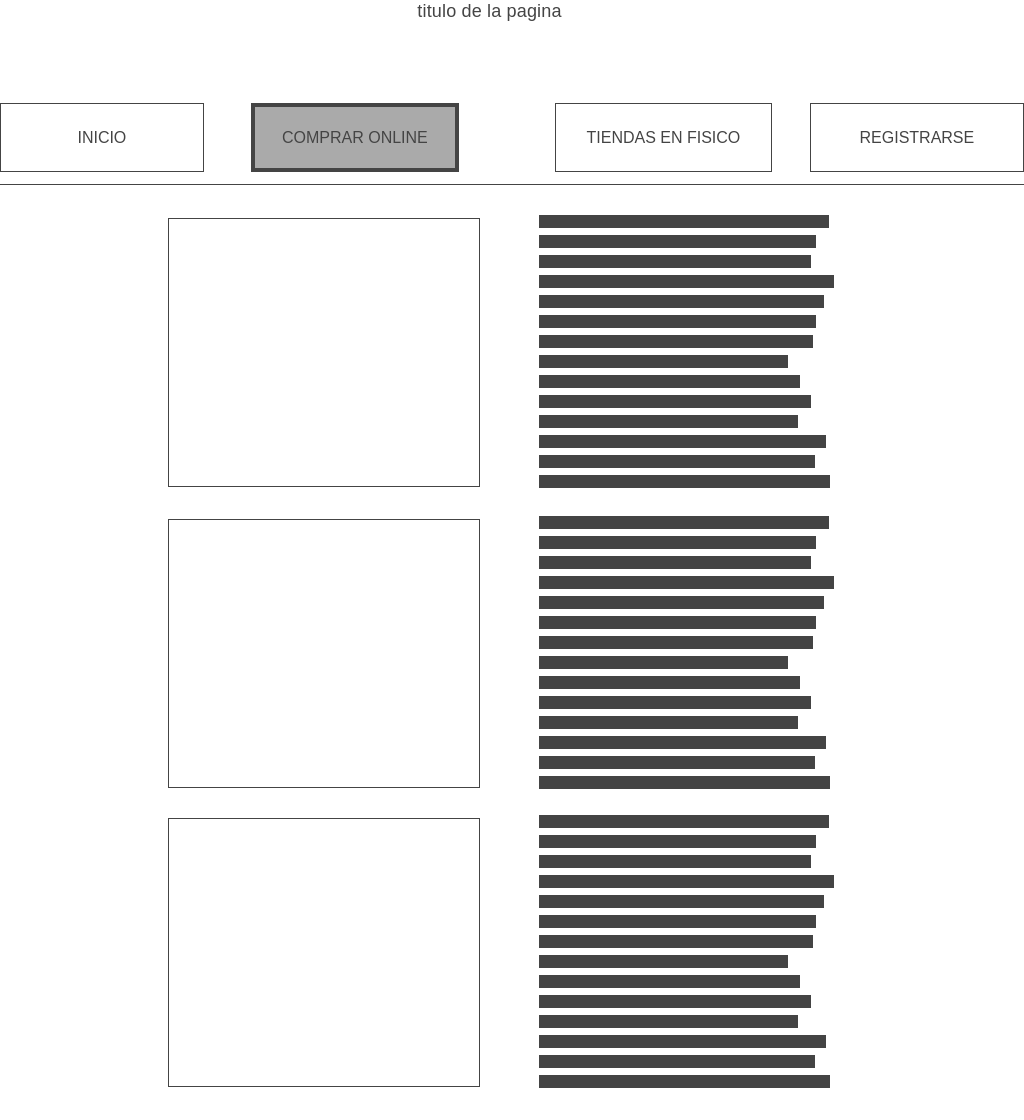 titulo de la pagina
INICIO
COMPRAR ONLINE
TIENDAS EN FISICO
REGISTRARSE